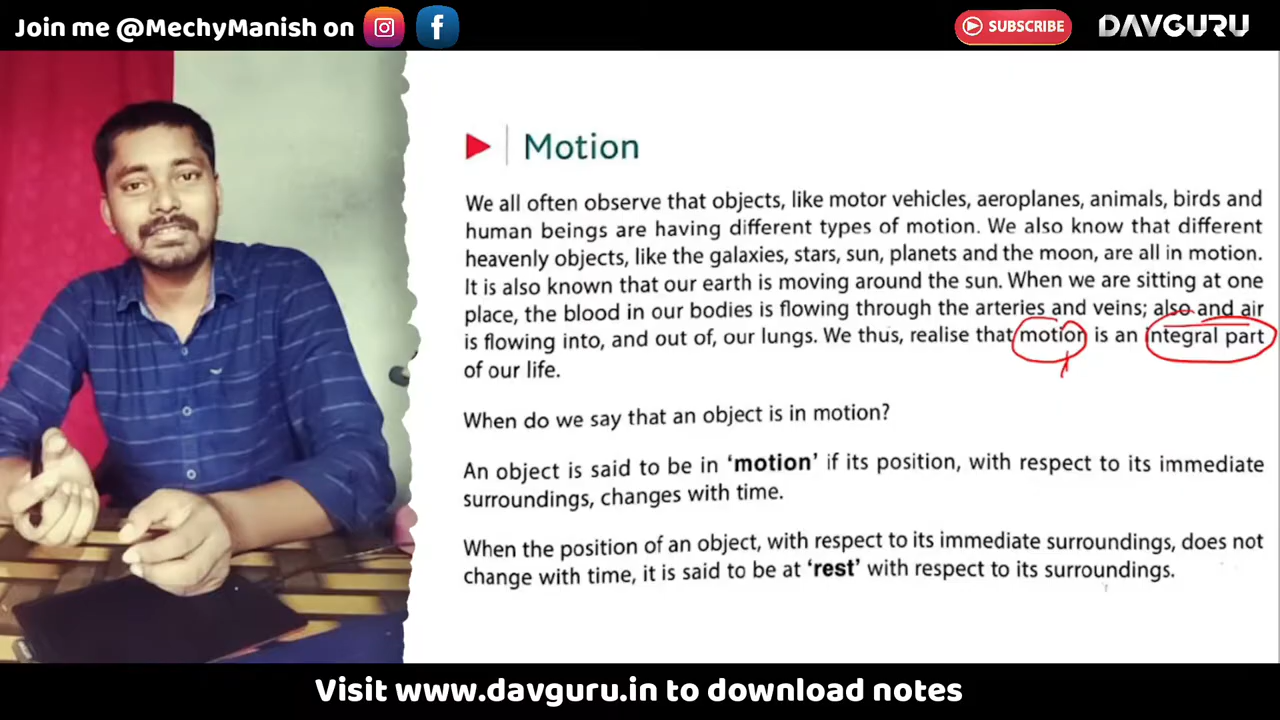 Join me @MechyManish on
SUBSCRIBE
DAVGURU
Motion
We all often observe that objects, like motor vehicles, aeroplanes, animals, birds and
human beings are having different types of motion. We also know that different
heavenly objects, like the galaxies, stars, sun, planets and the moon, are all in motion.
It is also known that our earth is moving around the sun. When we are sitting at one
place, the blood in our bodies is flowing through the arteries and veins; also and air
is flowing into, and out of, our lungs. We thus, realise that motion is an integral part
of our life.
When do we say that an object is in motion?
An object is said to be in ‘motion’ if its position, with respect to its immediate
surroundings, changes with time.
When the position of an object, with respect to its immediate surroundings, does not
change with time, it is said to be at ‘rest’ with respect to its surroundings.
Visit www.davguru.in to download notes